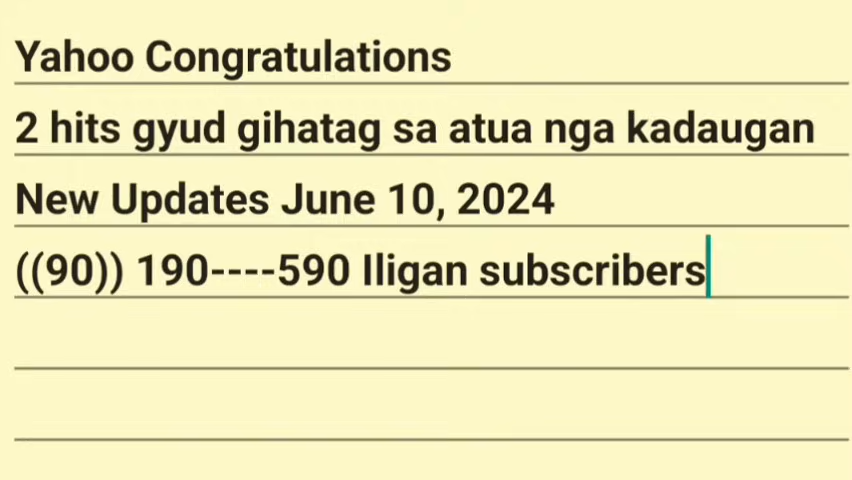 Yahoo Congratulations
2 hits gyud gihatag sa atua nga kadaugan
New Updates June 10, 2024
((90)) 190----590 Iligan subscribers